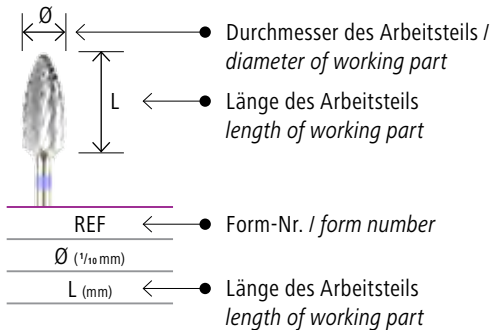 Ø
Durchmesser des Arbeitsteils /
diameter of working part
L
Länge des Arbeitsteils
length of working part
REF
Form-Nr. / form number
Ø (1/10 mm)
L (mm)
Länge des Arbeitsteils
length of working part